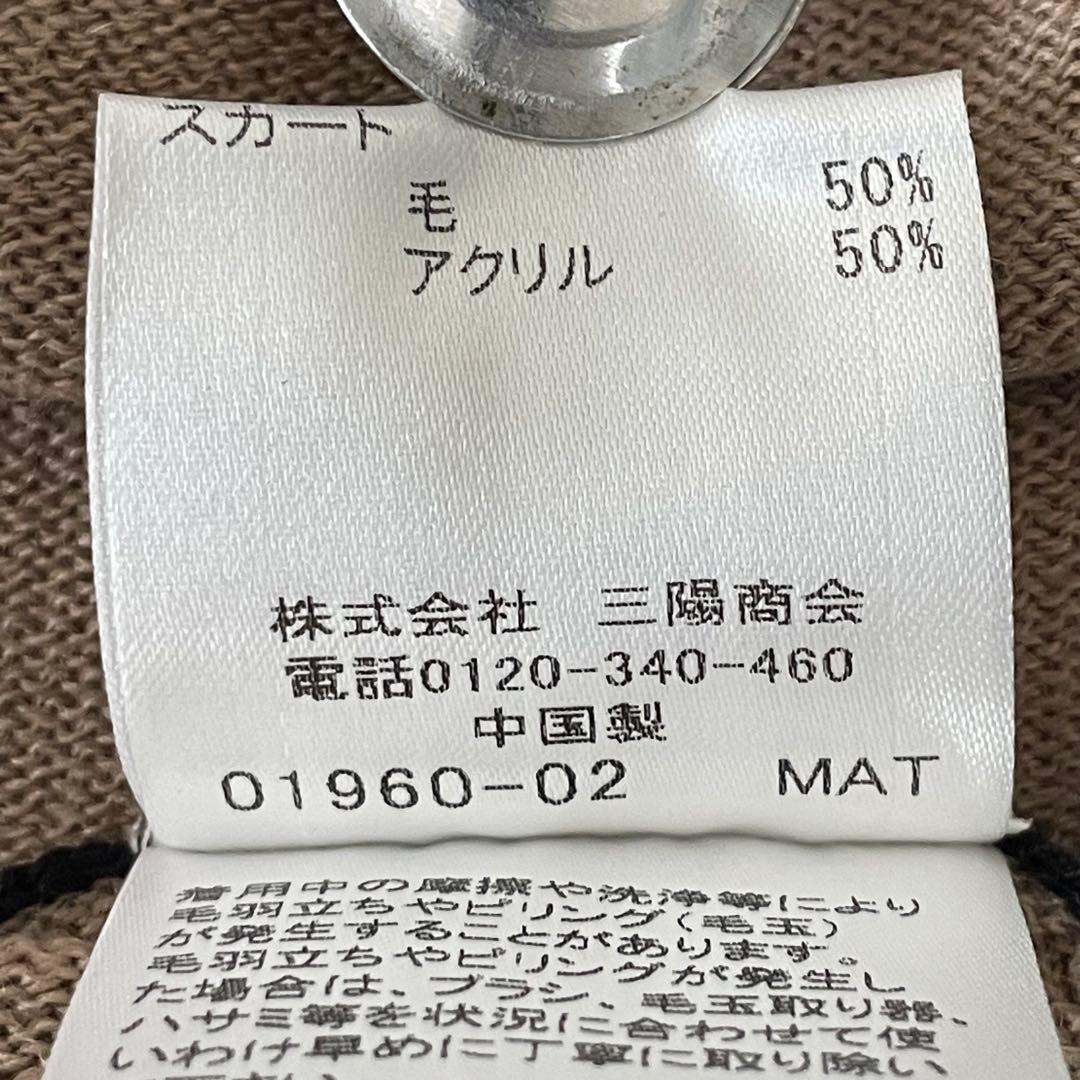 スカート
毛 50%
アクリル 50%
株式会社 三陽商会
電話0120-340-460
中国製
01960-02 MAT
着用中の摩擦や洗浄等により
毛羽立ちやピリング(毛玉)
が発生することがあります。
毛羽立ちやピリングが発生し
た場合は、ブラシ、毛玉取り器、
ハサミ等を状況に合わせて使
いわけ早めに丁寧に取り除い